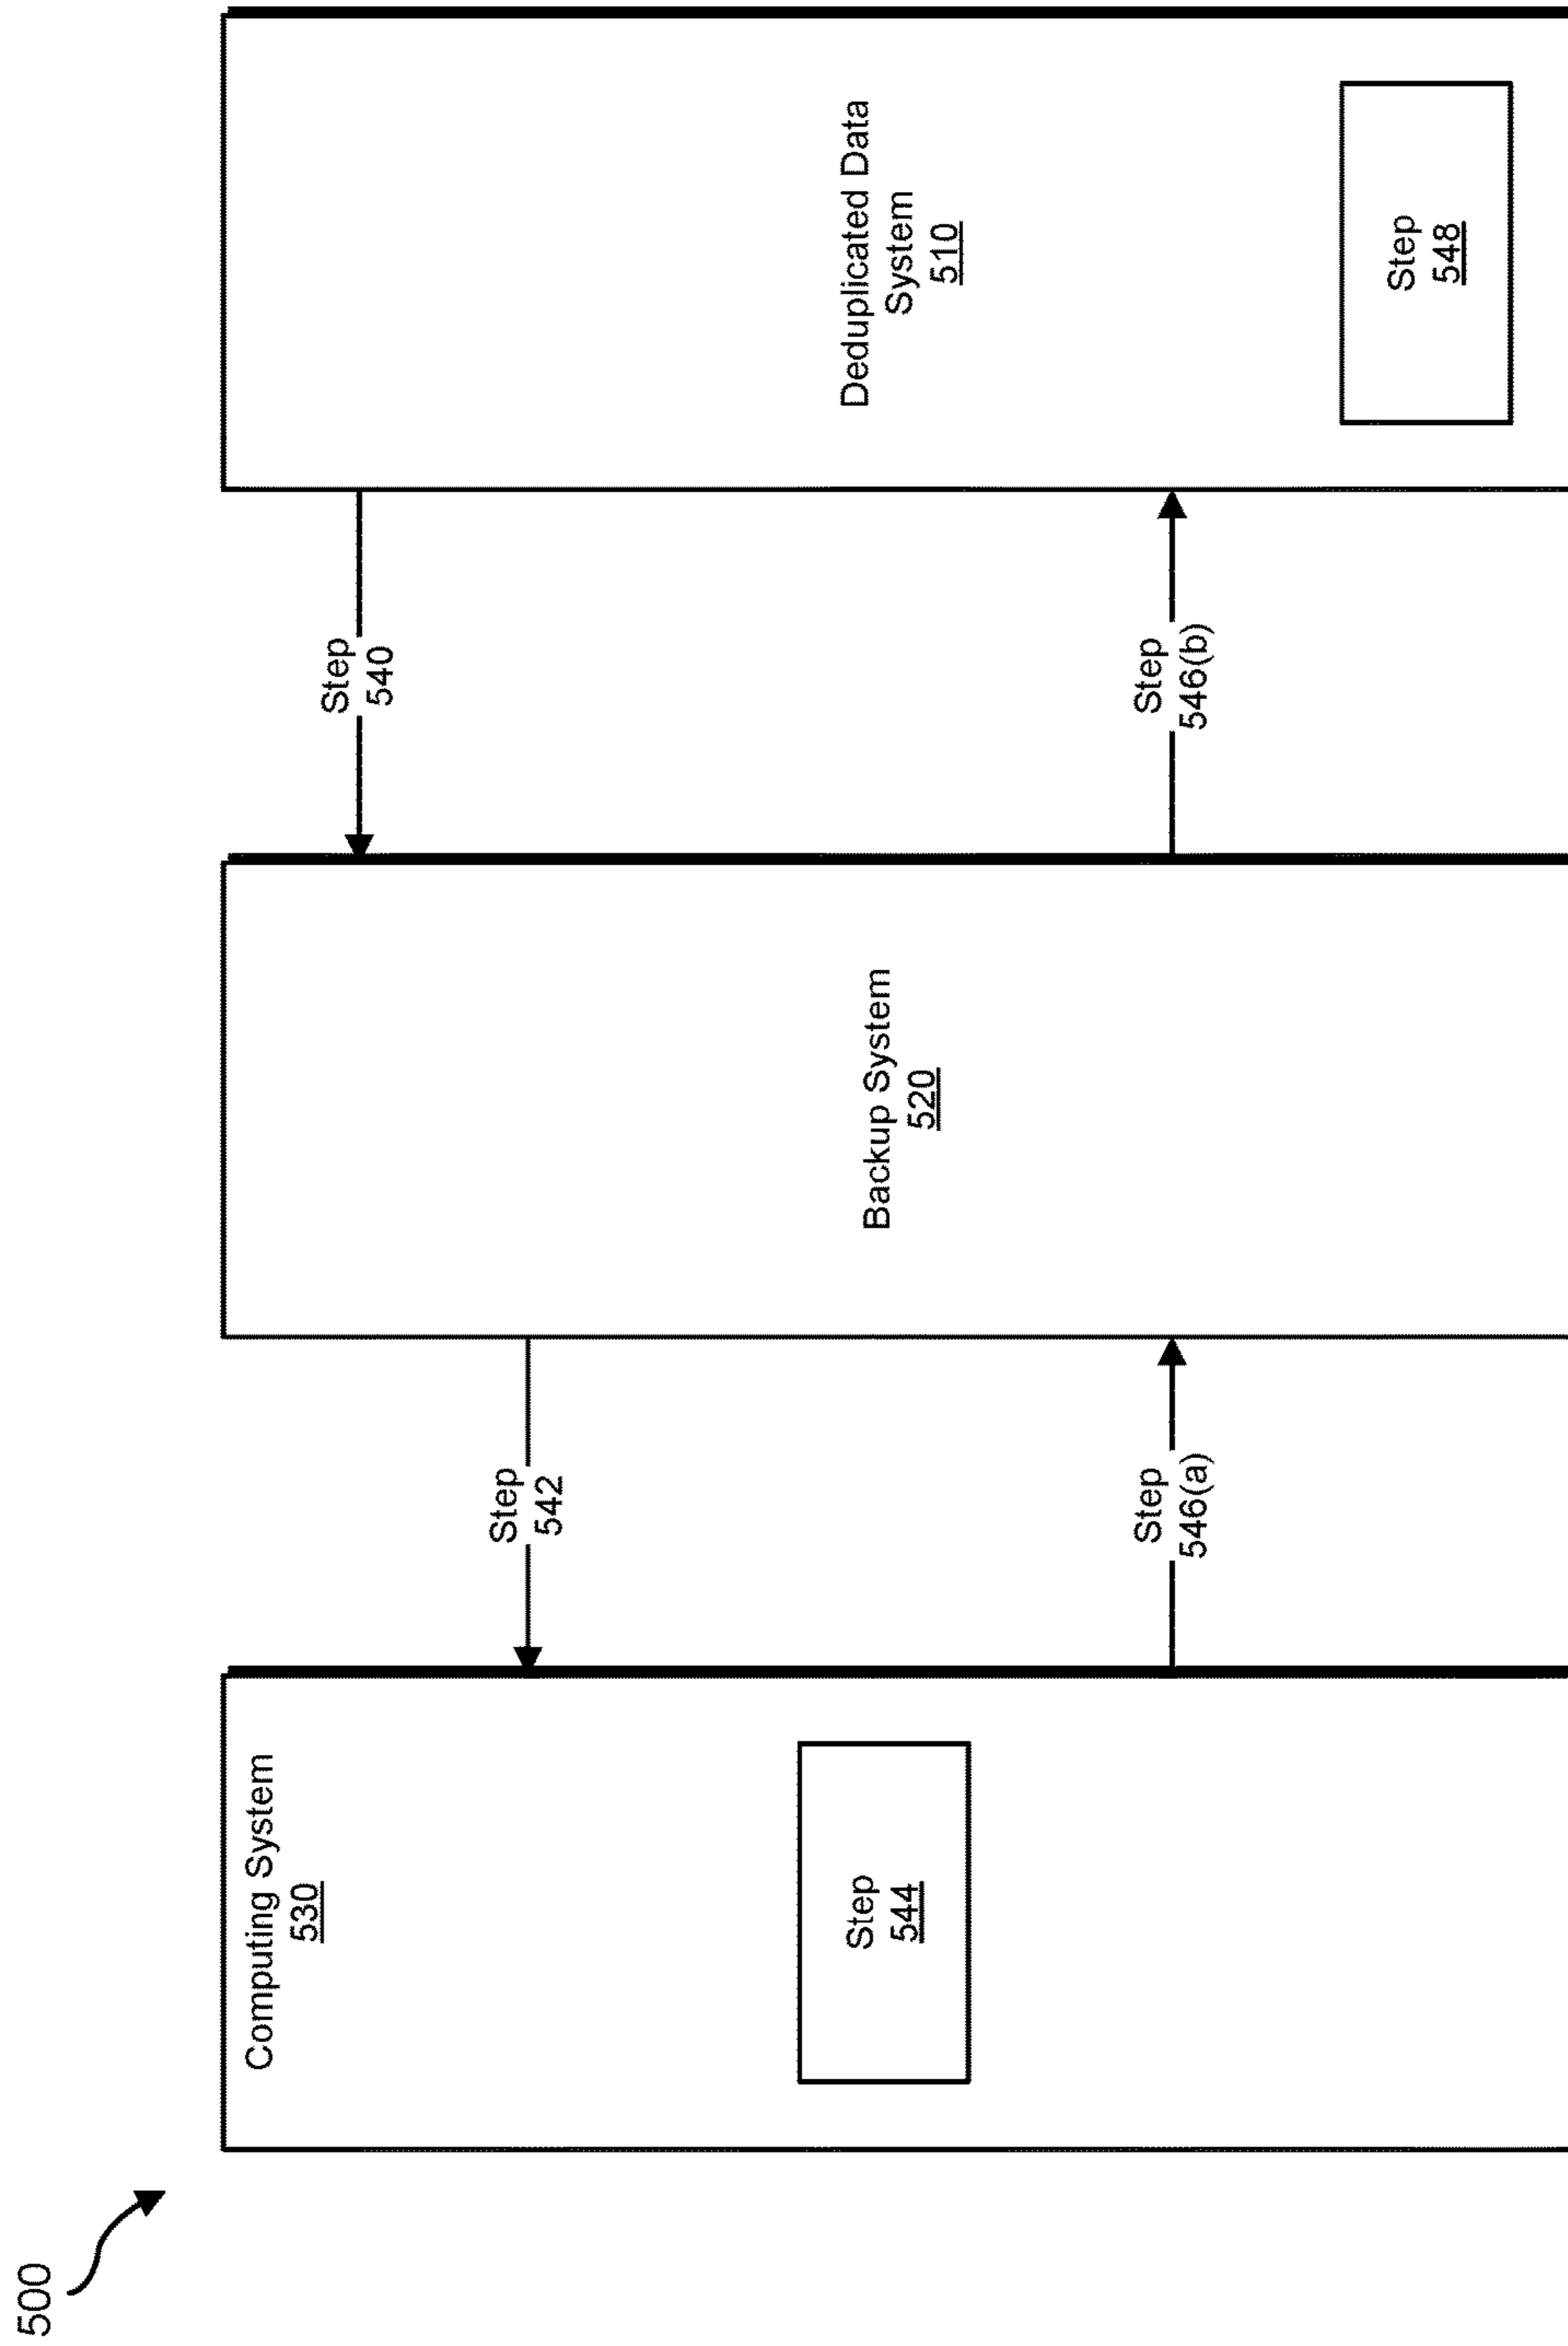 500
Computing System
530
Step
544
Step
542
Step
546(a)
Backup System
520
Step
540
Step
546(b)
Deduplicated Data
System
510
Step
548